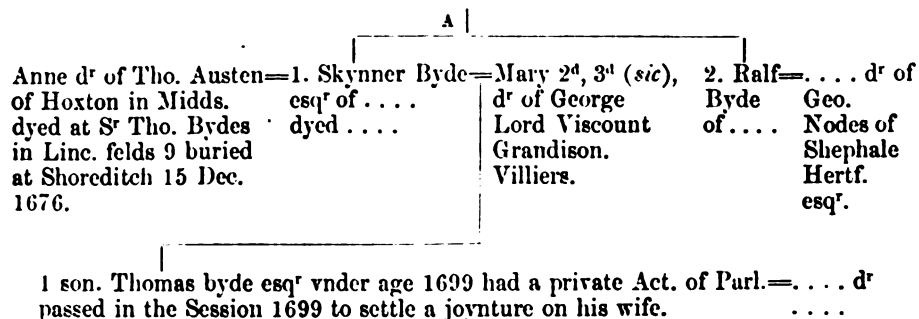 A
Anne dʳ of Tho. Austen=1. Skynner Byde=Mary 2ᵈ, 3ᵈ (sic), 2. Ralf=. . . . dʳ of
of Hoxton in Midds. esqʳ of . . . . dʳ of George Byde Geo.
dyed at Sʳ Tho. Bydes dyed . . . . Lord Viscount of . . . . Nodes of
in Linc. felds 9 buried Grandison. Shephale
at Shoreditch 15 Dec. Villiers. Hertf.
1676. esqʳ.
1 son. Thomas byde esqʳ vnder age 1699 had a private Act. of Parl.=. . . . dʳ
passed in the Session 1699 to settle a joynture on his wife. . . . .